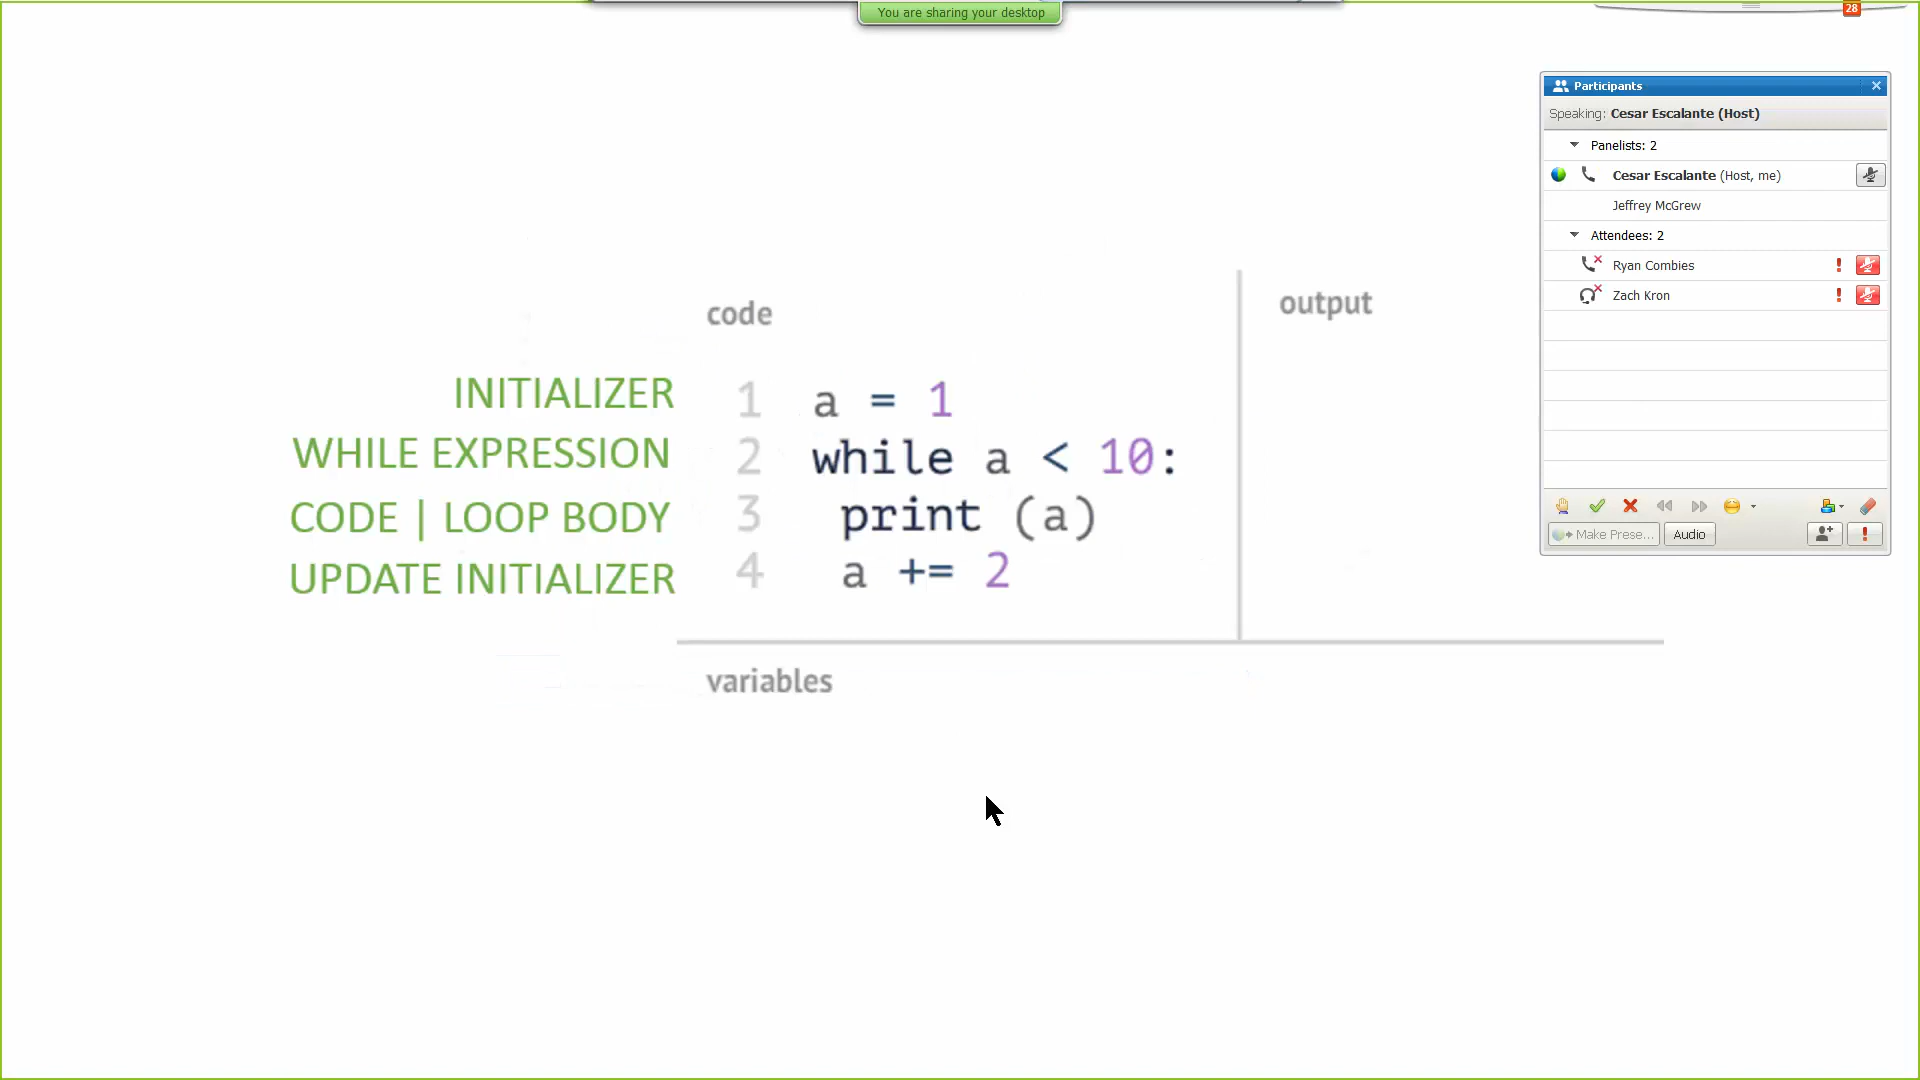 You are sharing your desktop
28
Participants
Speaking: Cesar Escalante (Host)
Panelists: 2
Cesar Escalante (Host, me)
Jeffrey McGrew
Attendees: 2
Ryan Combies
Zach Kron
Make Prese...
Audio
code
output
INITIALIZER 1 a = 1
WHILE EXPRESSION 2 while a < 10:
CODE | LOOP BODY 3 print (a)
UPDATE INITIALIZER 4 a += 2
variables